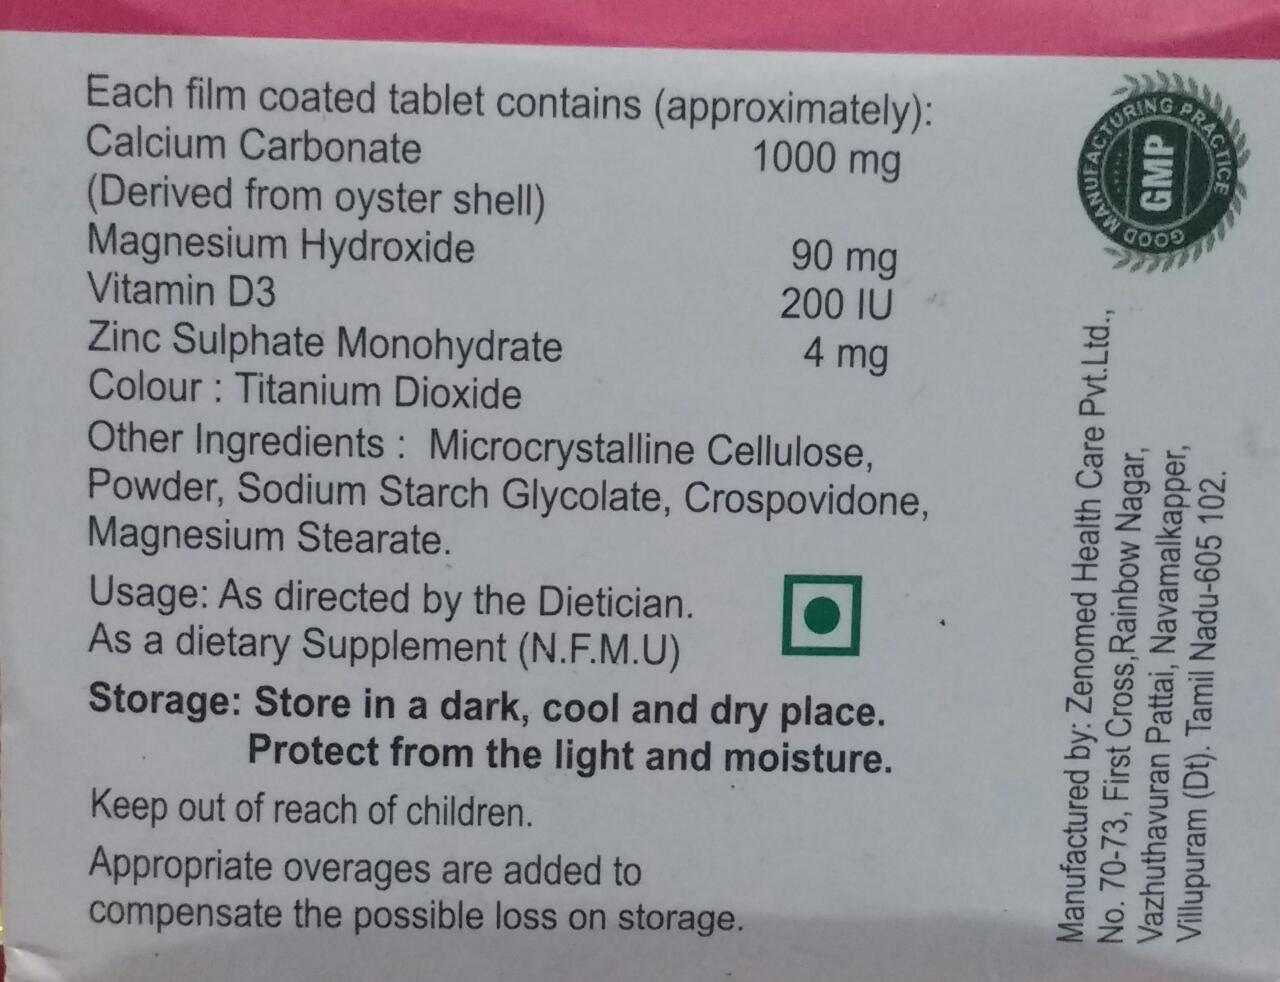 Each film coated tablet contains (approximately):
Calcium Carbonate 1000 mg
(Derived from oyster shell)
Magnesium Hydroxide 90 mg
Vitamin D3 200 IU
Zinc Sulphate Monohydrate 4 mg
Colour : Titanium Dioxide
Other Ingredients : Microcrystalline Cellulose,
Powder, Sodium Starch Glycolate, Crospovidone,
Magnesium Stearate.
Usage: As directed by the Dietician.
As a dietary Supplement (N.F.M.U)
Storage: Store in a dark, cool and dry place.
Protect from the light and moisture.
Keep out of reach of children.
Appropriate overages are added to
compensate the possible loss on storage.
GOOD MANUFACTURING PRACTICE
GMP
Manufactured by: Zenomed Health Care Pvt.Ltd.,
No. 70-73, First Cross,Rainbow Nagar,
Vazhuthavuran Pattai, Navamalkapper,
Villupuram (Dt). Tamil Nadu-605 102.